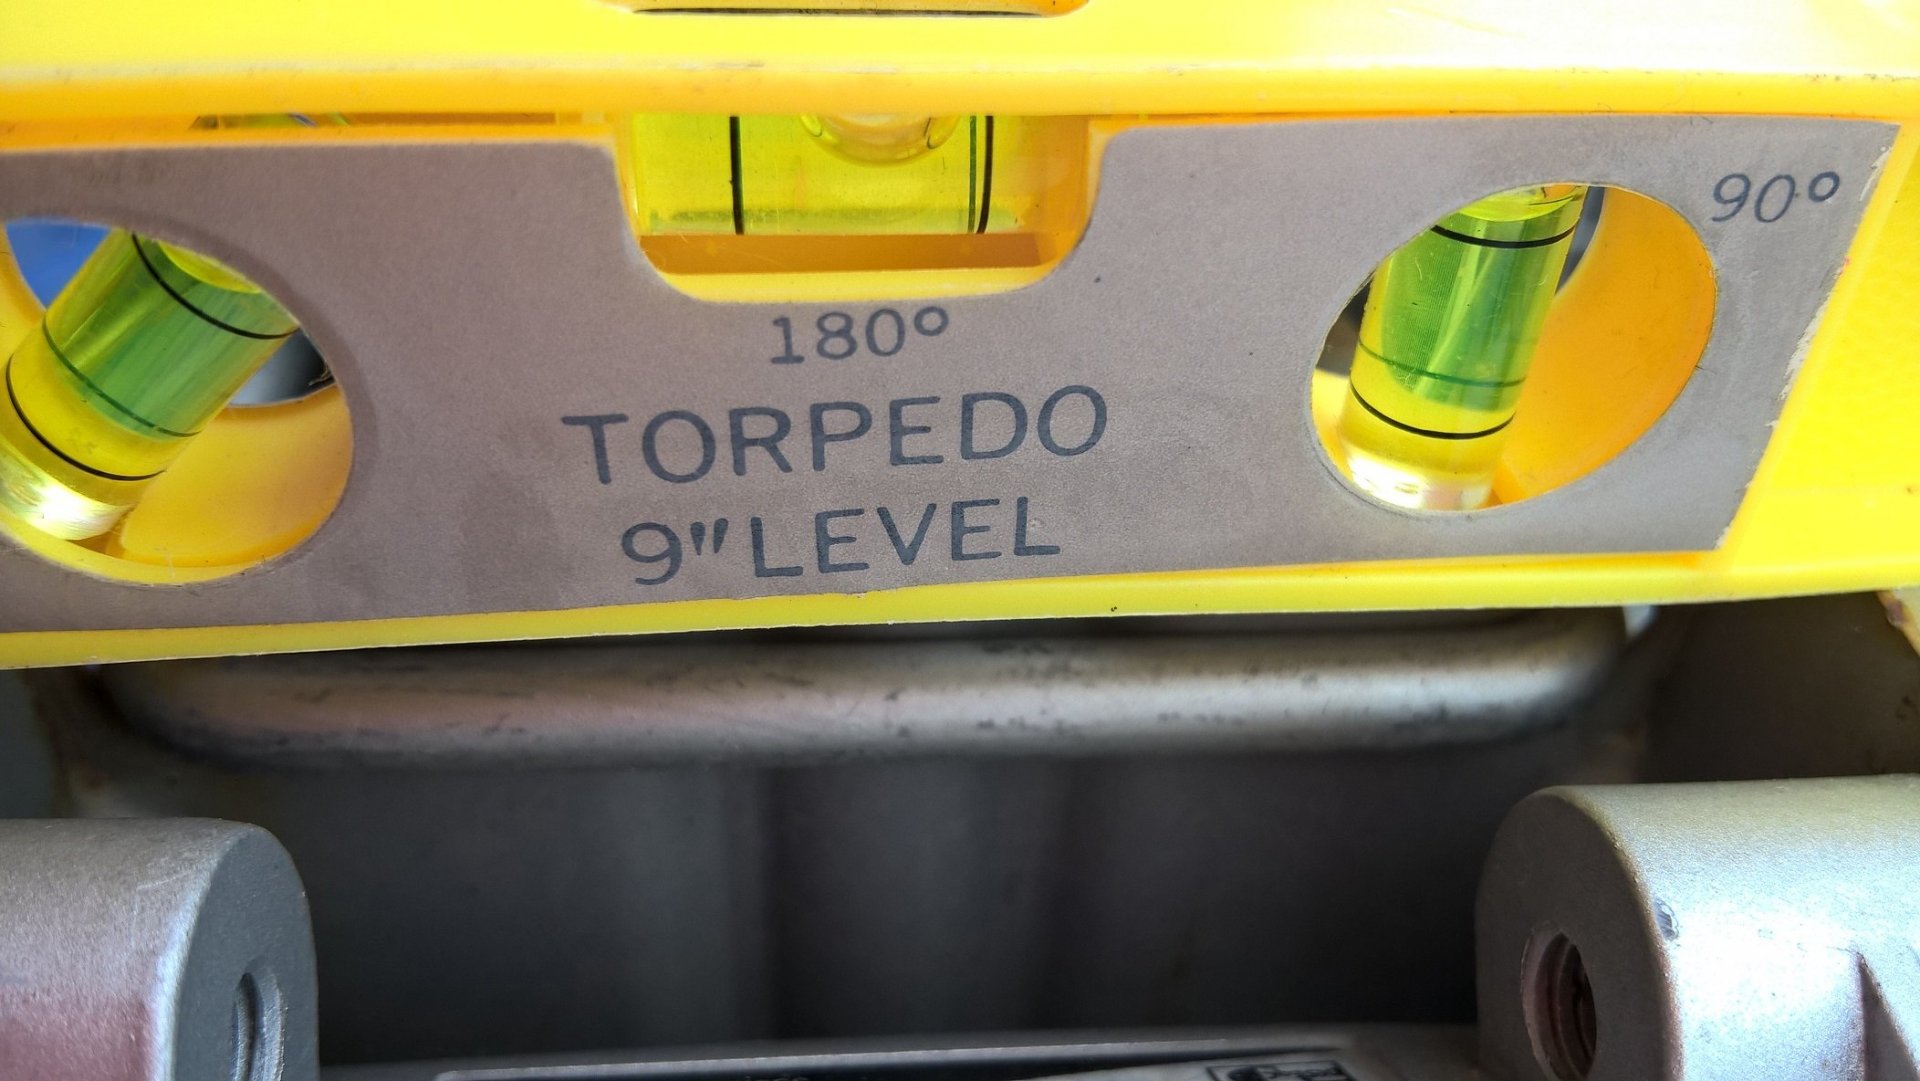 90°
180°
TORPEDO
9" LEVEL